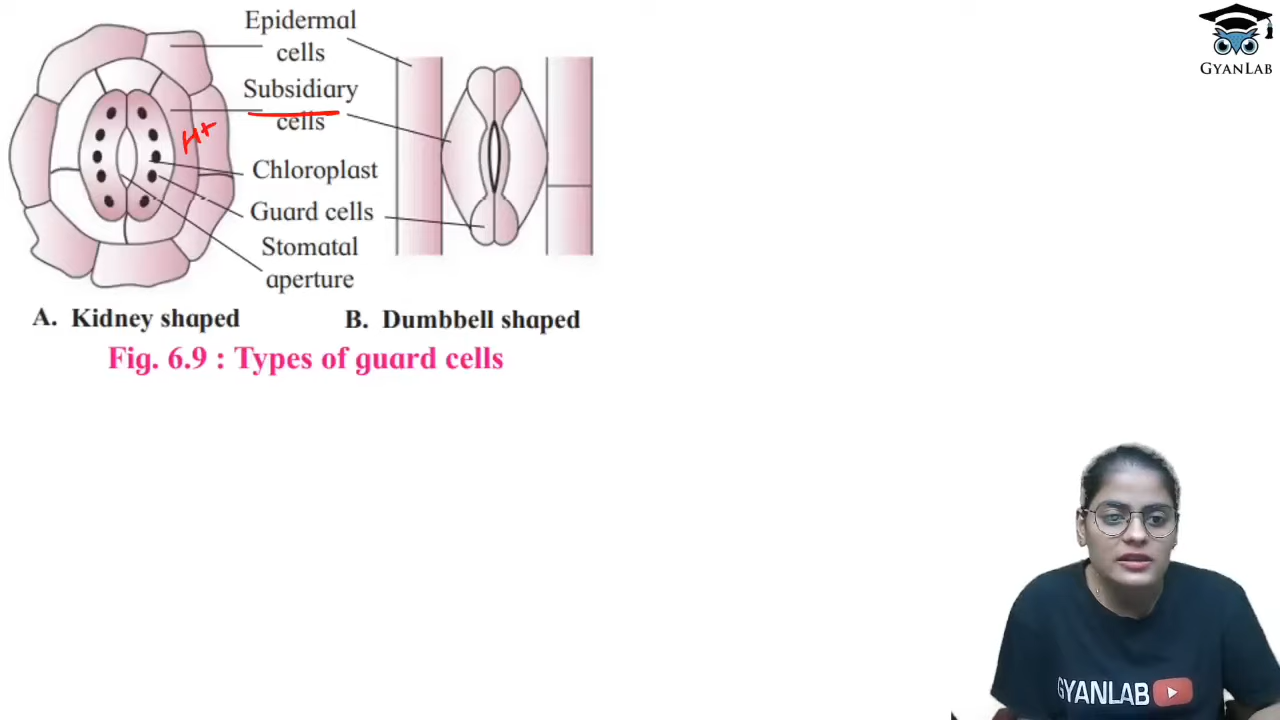 Epidermal
cells
Subsidiary
cells
H+
Chloroplast
Guard cells
Stomatal
aperture
A. Kidney shaped
B. Dumbbell shaped
Fig. 6.9 : Types of guard cells
GYANLAB
GYANLAB